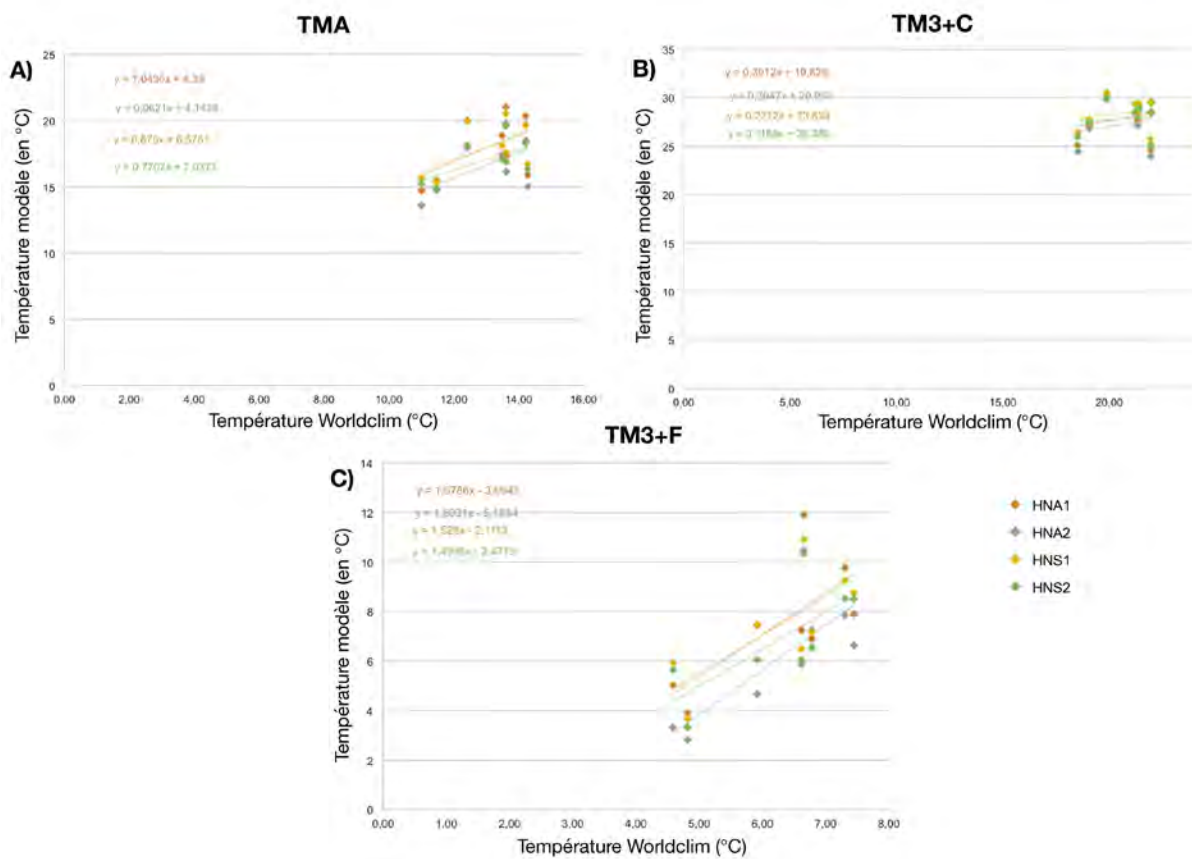 TMA
A)
Température modèle (en °C)
25
20
15
10
5
0
0,00 2,00 4,00 6,00 8,00 10,00 12,00 14,00 16,00
Température Worldclim (°C)
TM3+C
B)
Température modèle (en °C)
35
30
25
20
15
10
5
0
0,00 5,00 10,00 15,00 20,00
Température Worldclim (°C)
TM3+F
C)
Température modèle (en °C)
14
12
10
8
6
4
2
0
0,00 1,00 2,00 3,00 4,00 5,00 6,00 7,00 8,00
Température Worldclim (°C)
HNA1
HNA2
HNS1
HNS2